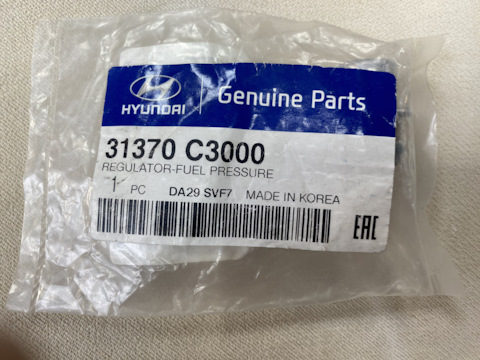 HYUNDAI
Genuine Parts
31370 C3000
REGULATOR-FUEL PRESSURE
1 PC DA29 SVF7 MADE IN KOREA
EAC